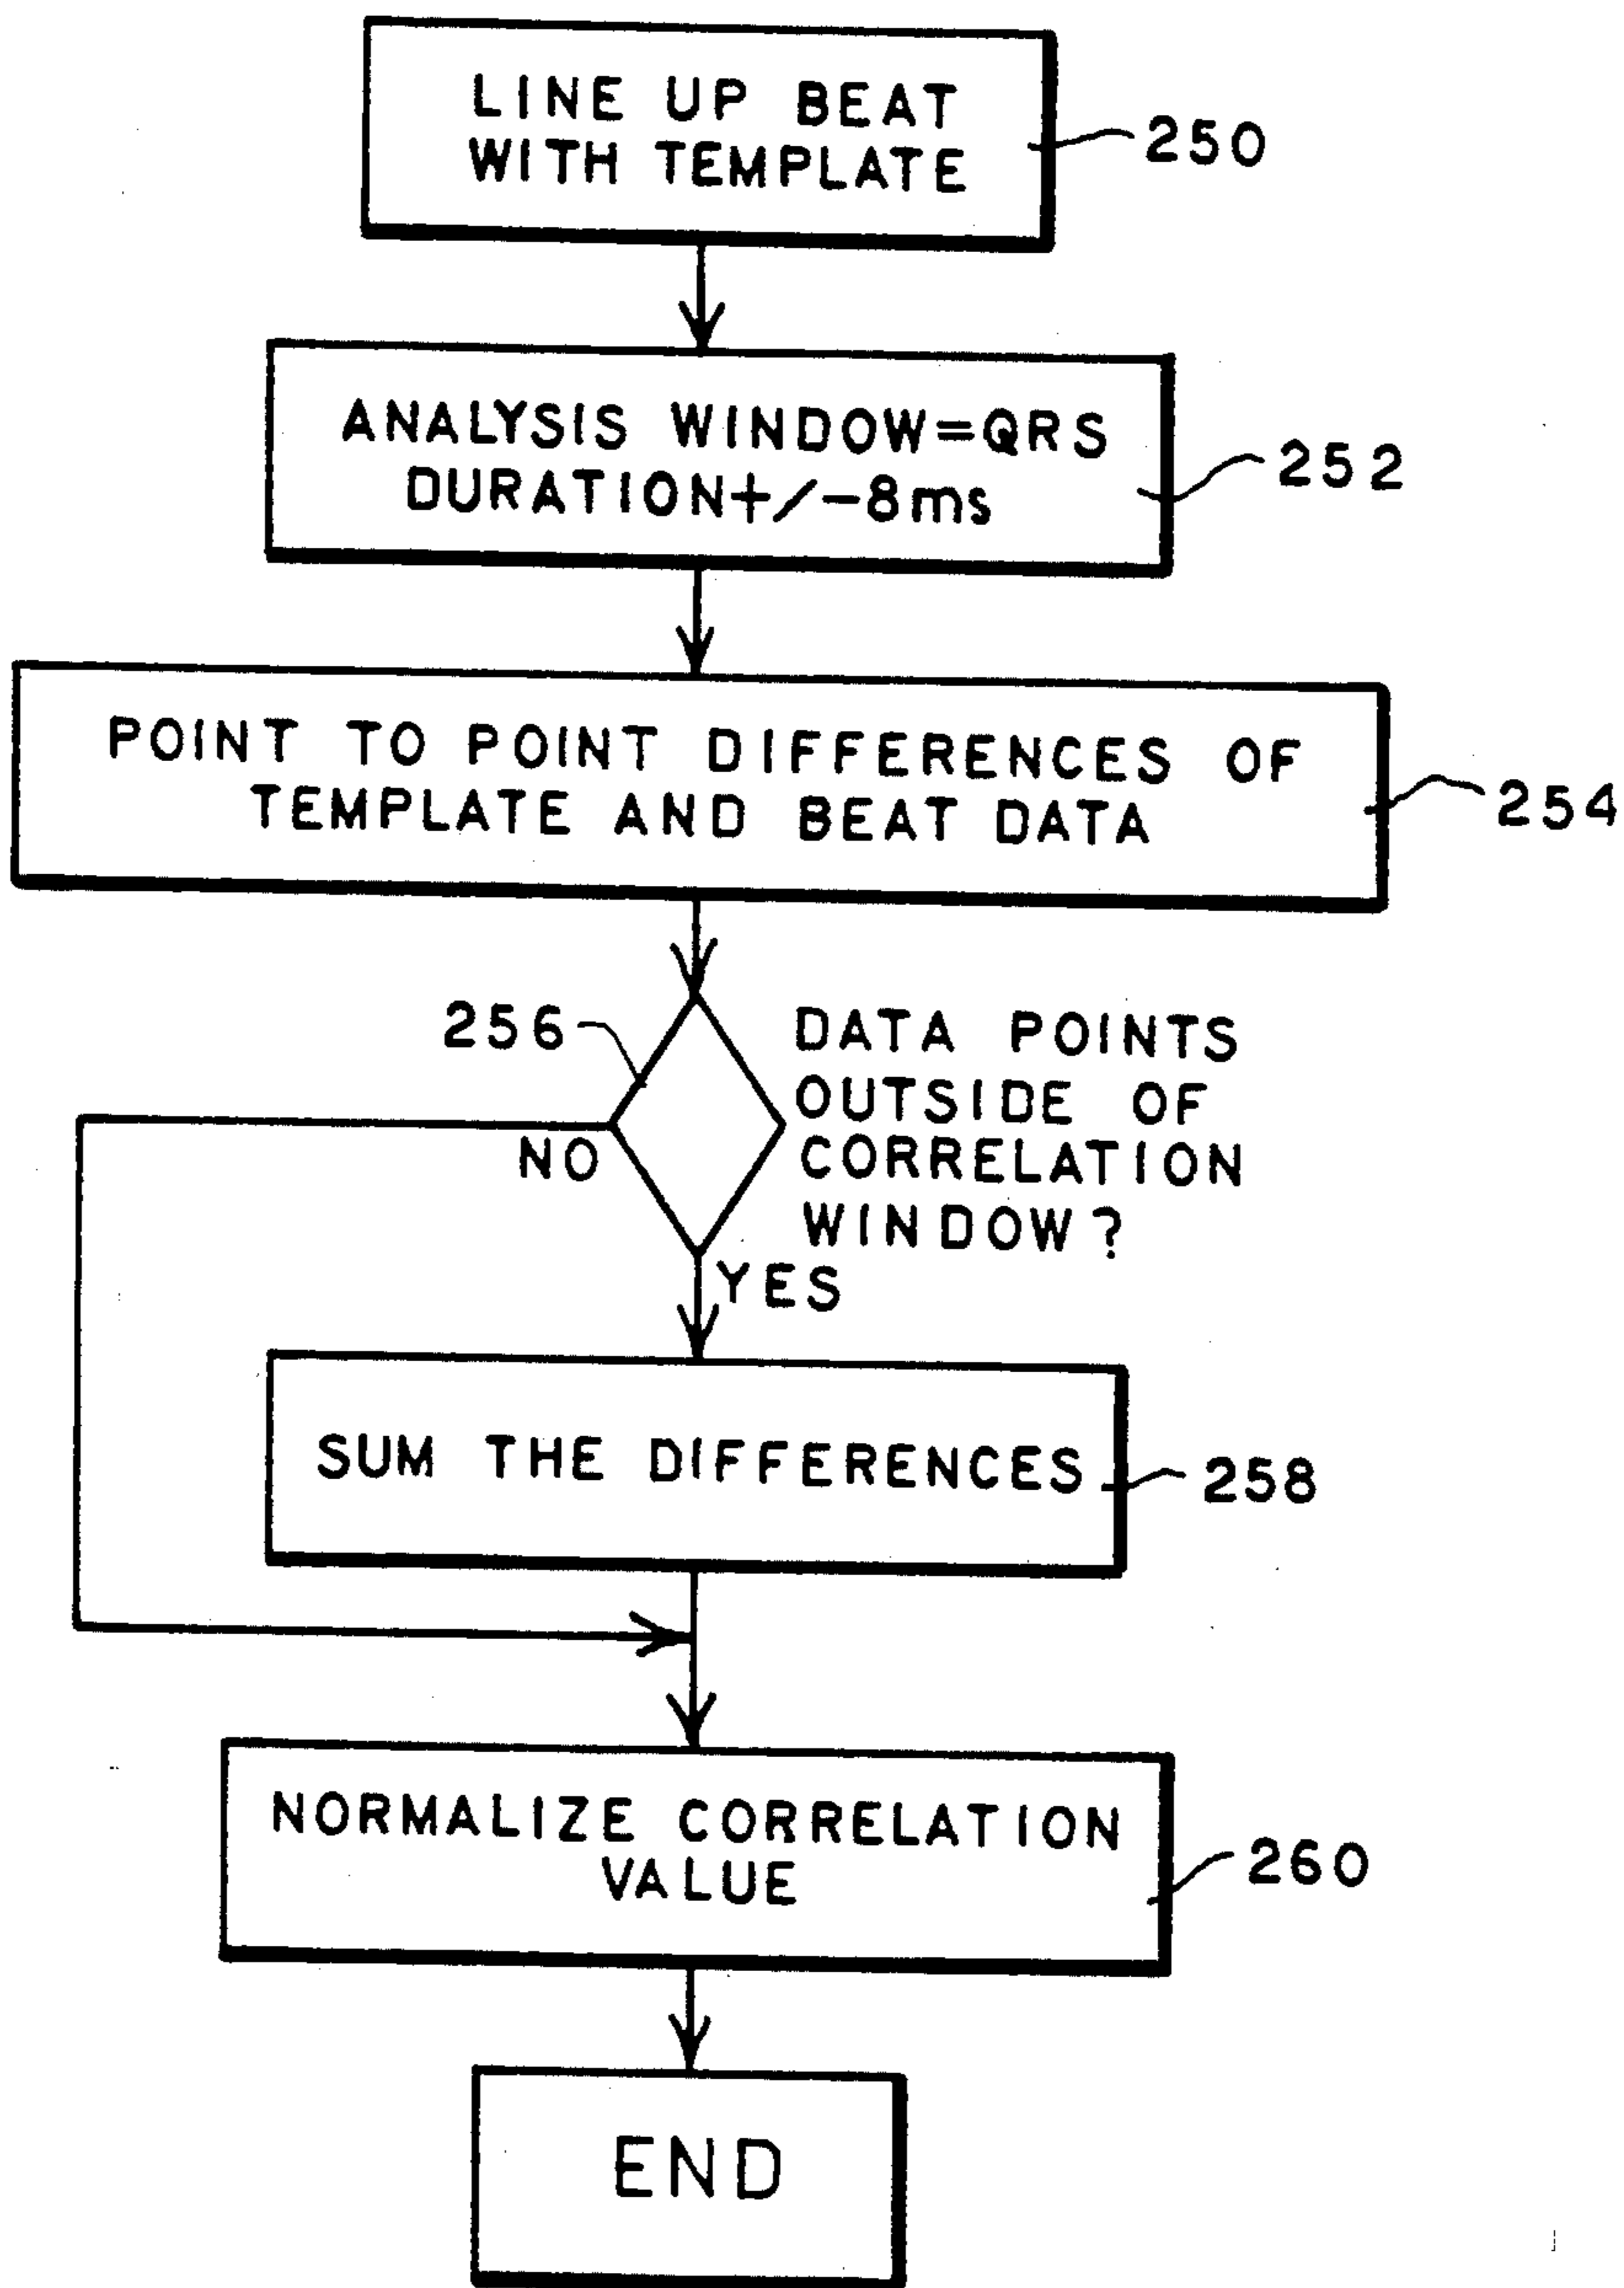 LINE UP BEAT
WITH TEMPLATE
250
ANALYSIS WINDOW=QRS
DURATION+/-8ms
252
POINT TO POINT DIFFERENCES OF
TEMPLATE AND BEAT DATA
254
256
DATA POINTS
OUTSIDE OF
CORRELATION
WINDOW?
NO
YES
SUM THE DIFFERENCES
258
NORMALIZE CORRELATION
VALUE
260
END